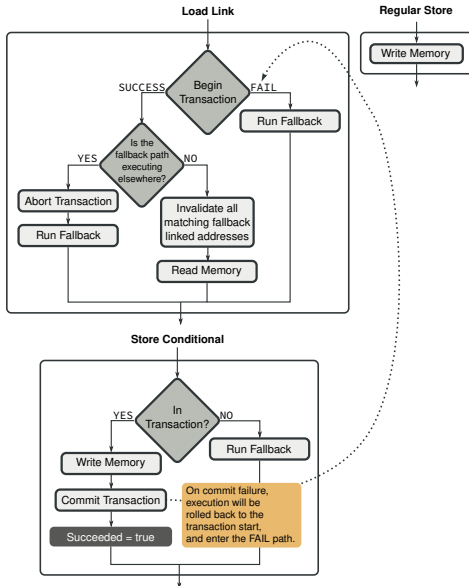 Load Link
Regular Store
Write Memory
Begin
Transaction
SUCCESS
FAIL
Run Fallback
Is the
fallback path
executing
elsewhere?
YES
NO
Abort Transaction
Run Fallback
Invalidate all
matching fallback
linked addresses
Read Memory
Store Conditional
In
Transaction?
YES
NO
Write Memory
Run Fallback
Commit Transaction
On commit failure,
execution will be
rolled back to the
transaction start,
and enter the FAIL path.
Succeeded = true